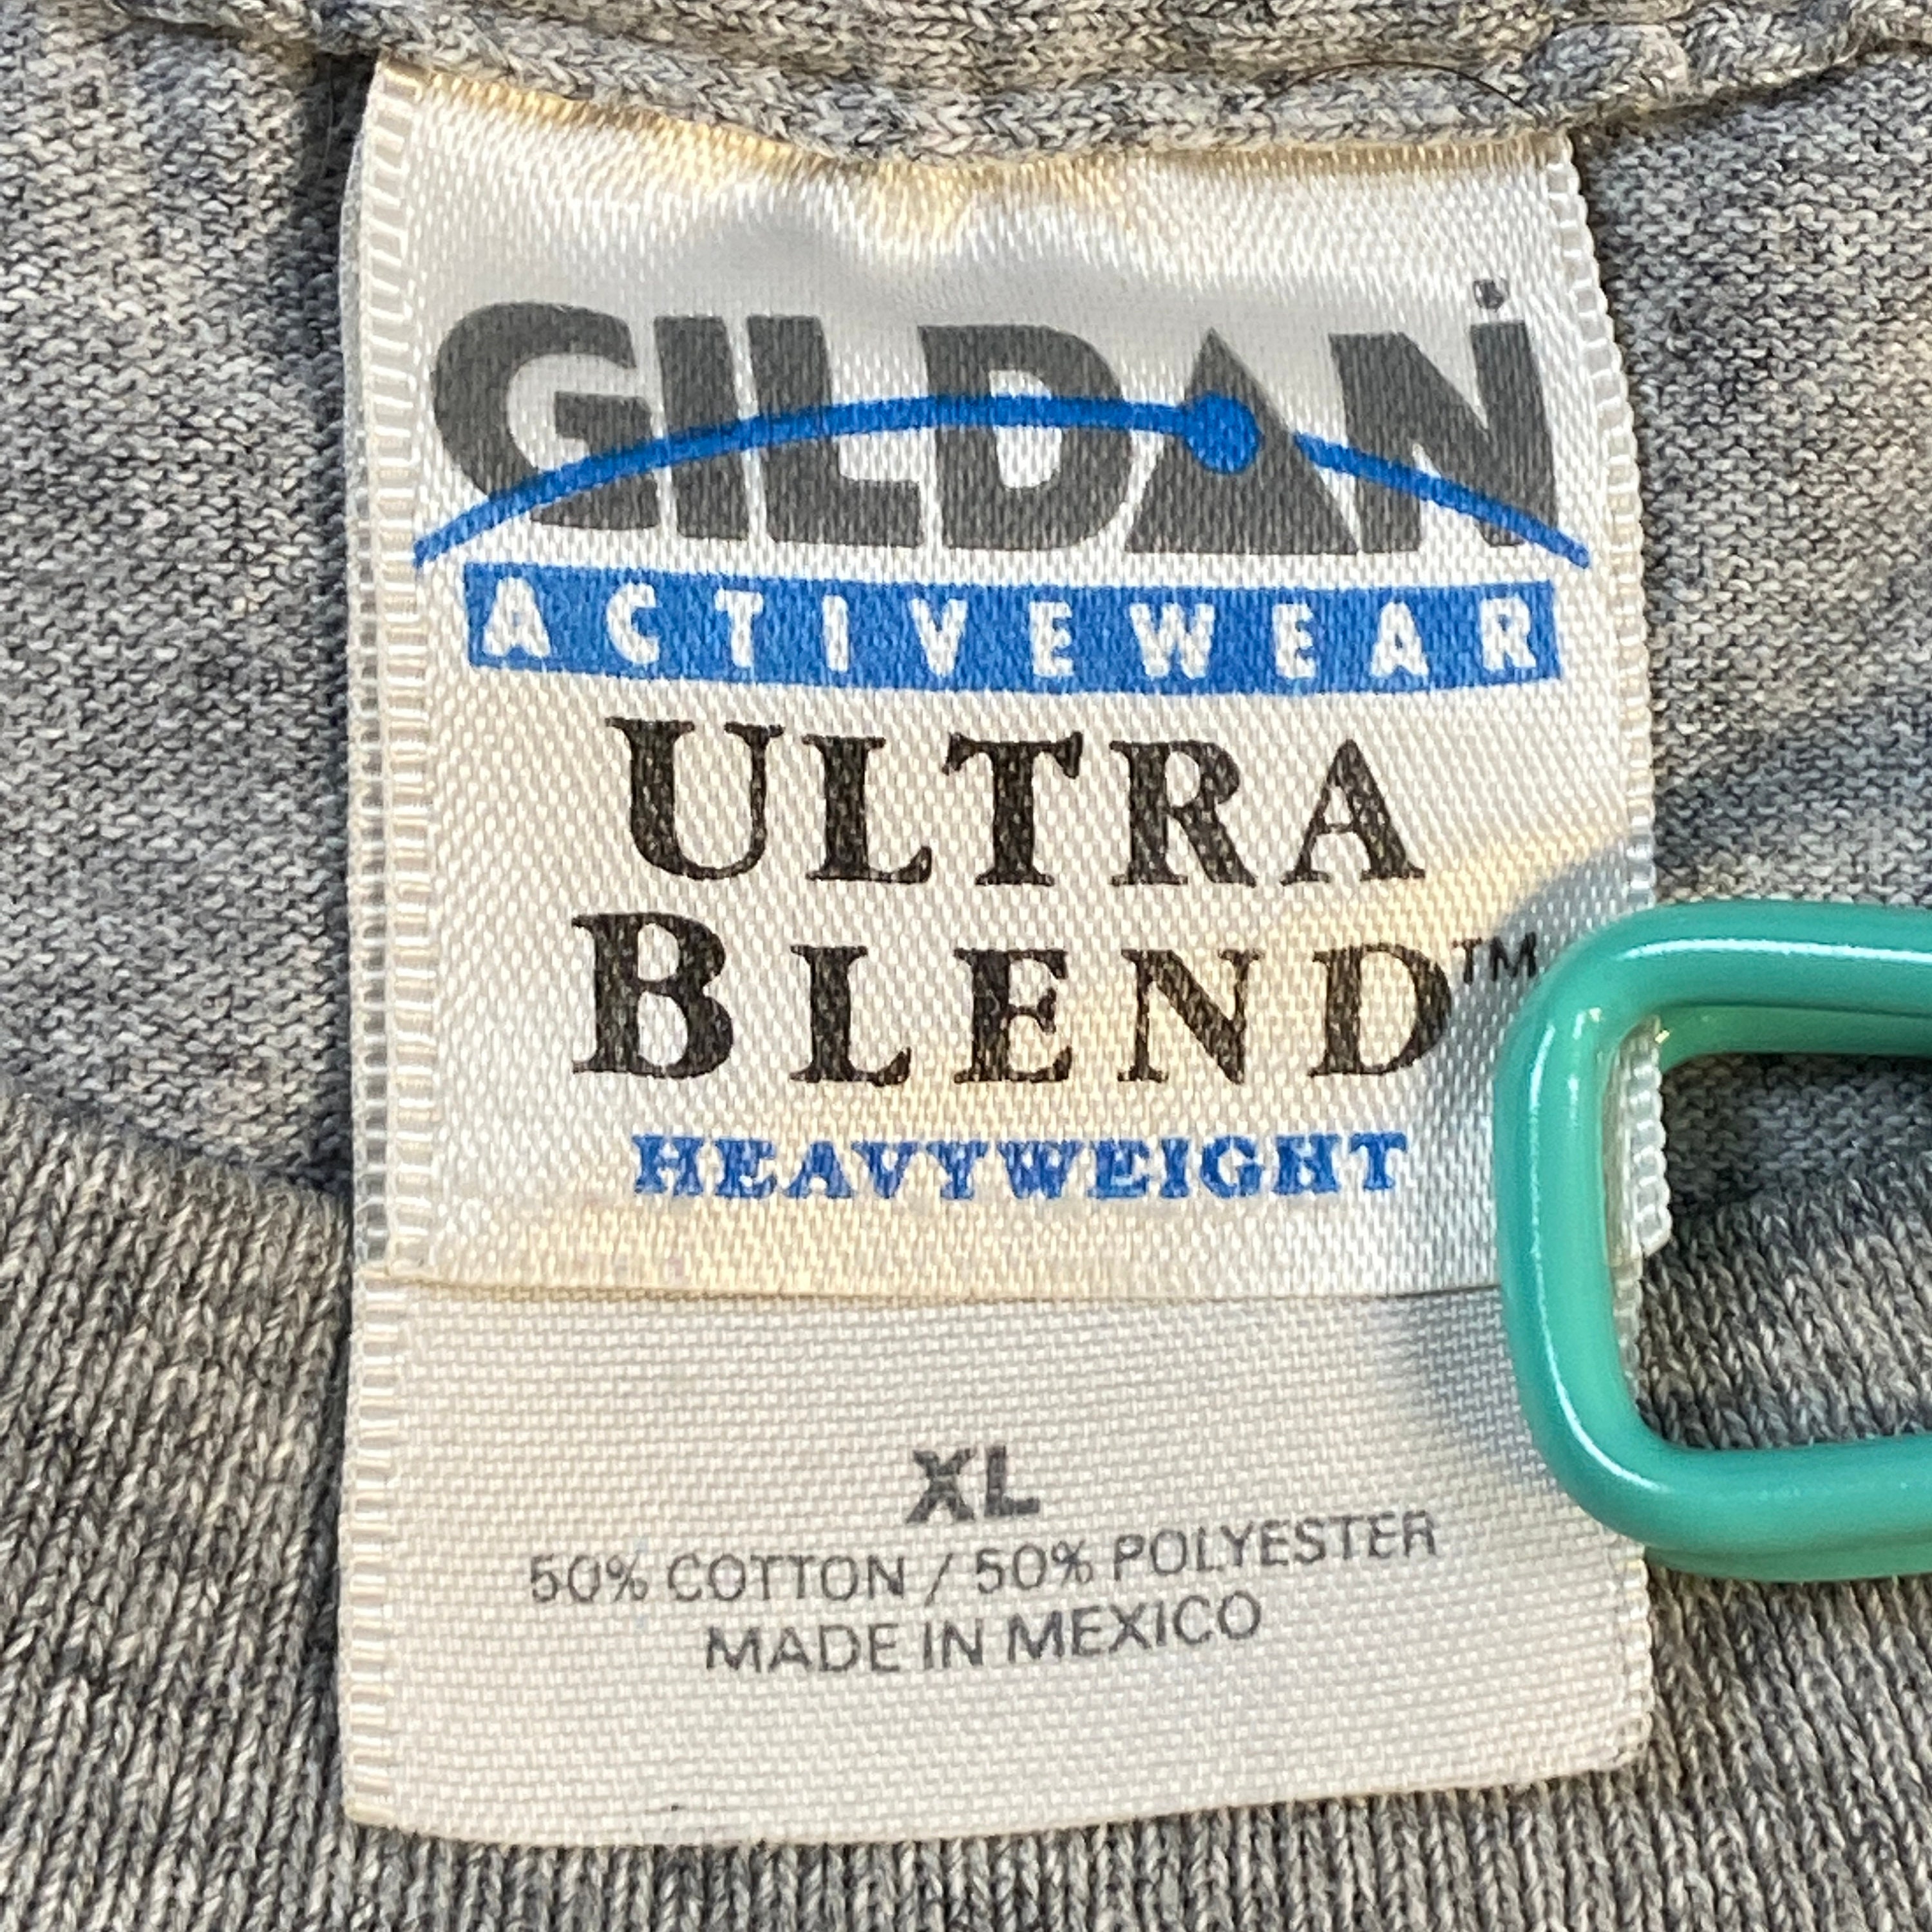 GILDAN
ACTIVEWEAR
ULTRA
BLEND™
HEAVYWEIGHT
XL
50% COTTON / 50% POLYESTER
MADE IN MEXICO